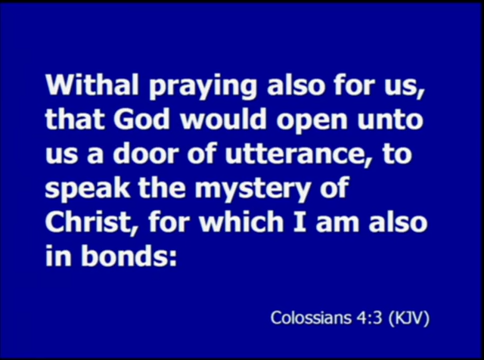 Withal praying also for us,
that God would open unto
us a door of utterance, to
speak the mystery of
Christ, for which I am also
in bonds:
Colossians 4:3 (KJV)